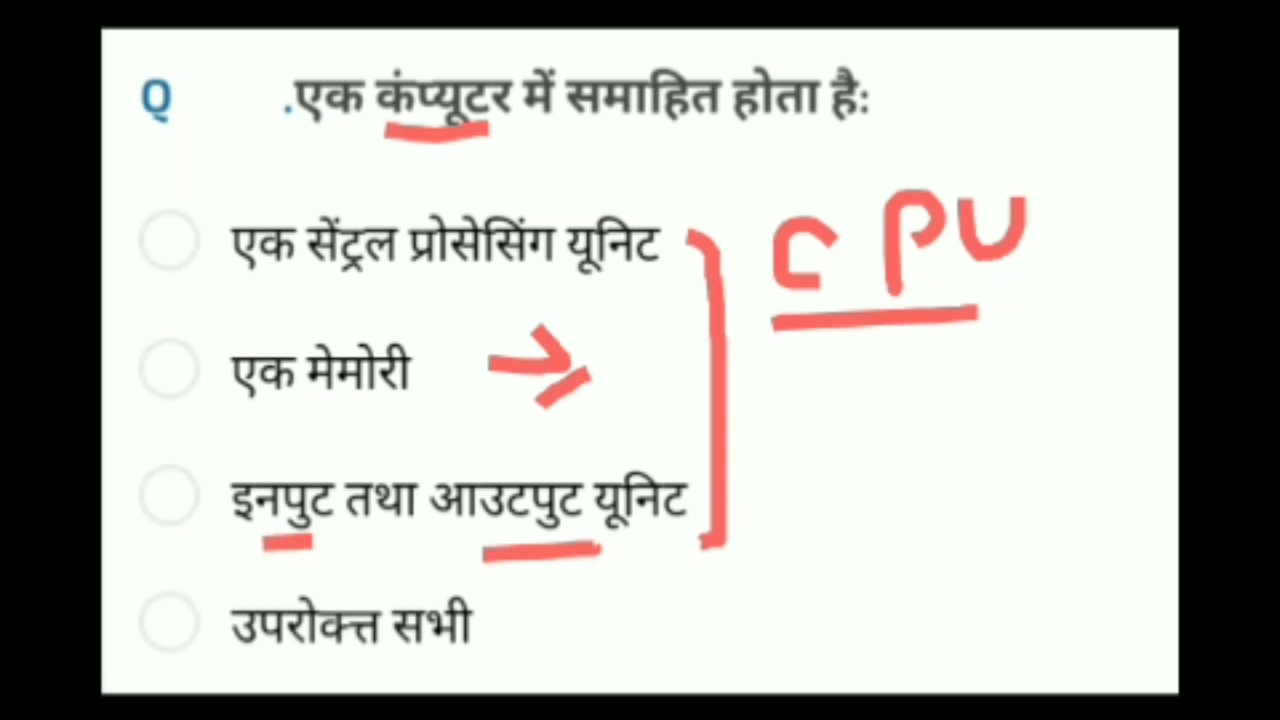 Q .एक कंप्यूटर में समाहित होता है:
एक सेंट्रल प्रोसेसिंग यूनिट
CPU
एक मेमोरी
इनपुट तथा आउटपुट यूनिट
उपरोक्त सभी